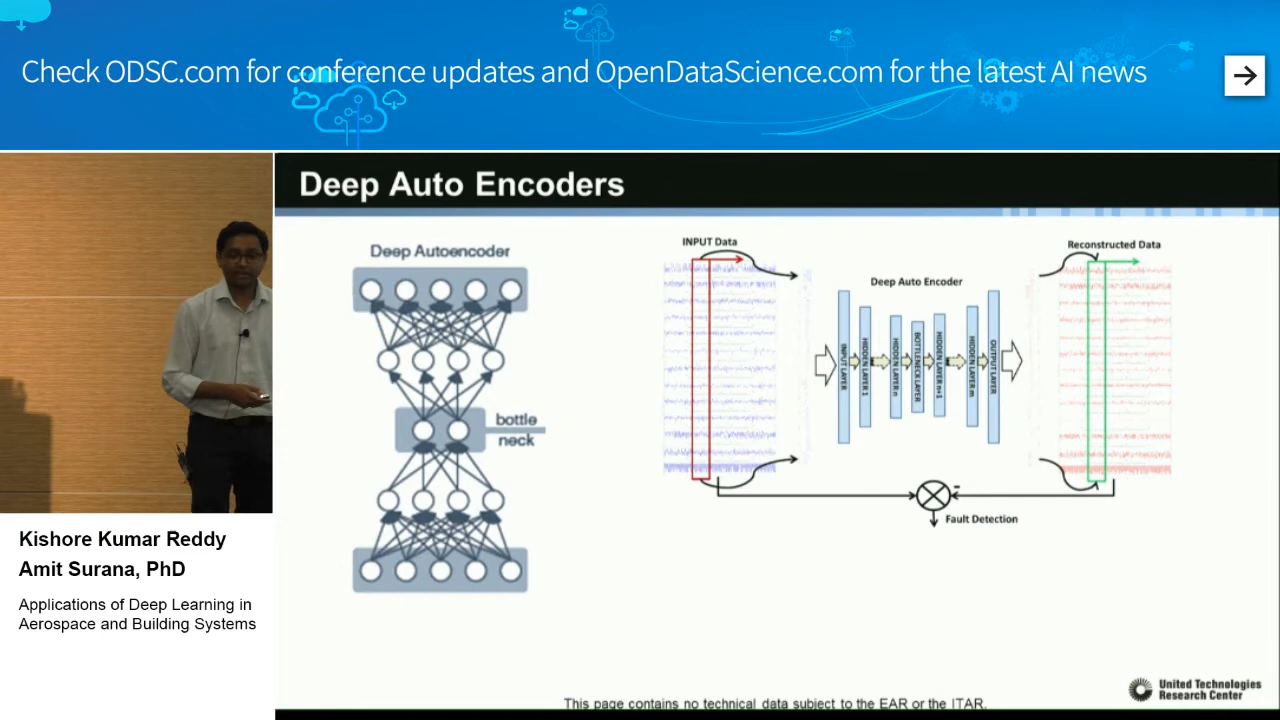 Check ODSC.com for conference updates and OpenDataScience.com for the latest AI news
Deep Auto Encoders
Deep Autoencoder
bottle
neck
INPUT Data
Reconstructed Data
Deep Auto Encoder
INPUT LAYER
HIDDEN LAYER 1
HIDDEN LAYER n
BOTTLENECK LAYER
HIDDEN LAYER n+1
HIDDEN LAYER m
OUTPUT LAYER
-
Fault Detection
Kishore Kumar Reddy
Amit Surana, PhD
Applications of Deep Learning in
Aerospace and Building Systems
United Technologies
Research Center
This page contains no technical data subject to the EAR or the ITAR.